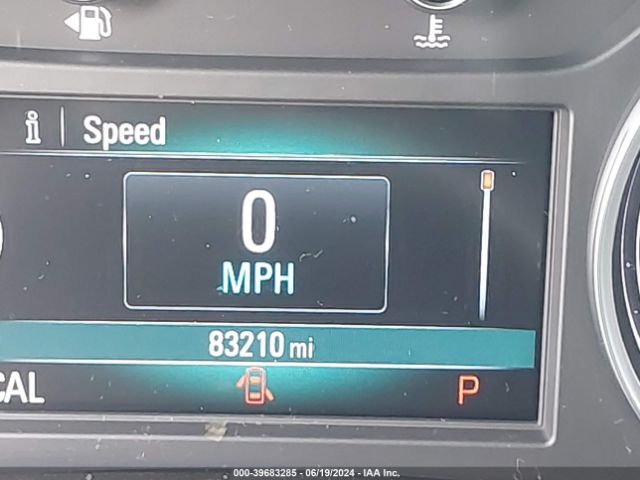 i | Speed
0
MPH
83210 mi
CAL
P
000-39683285 - 06/19/2024 - IAA Inc.